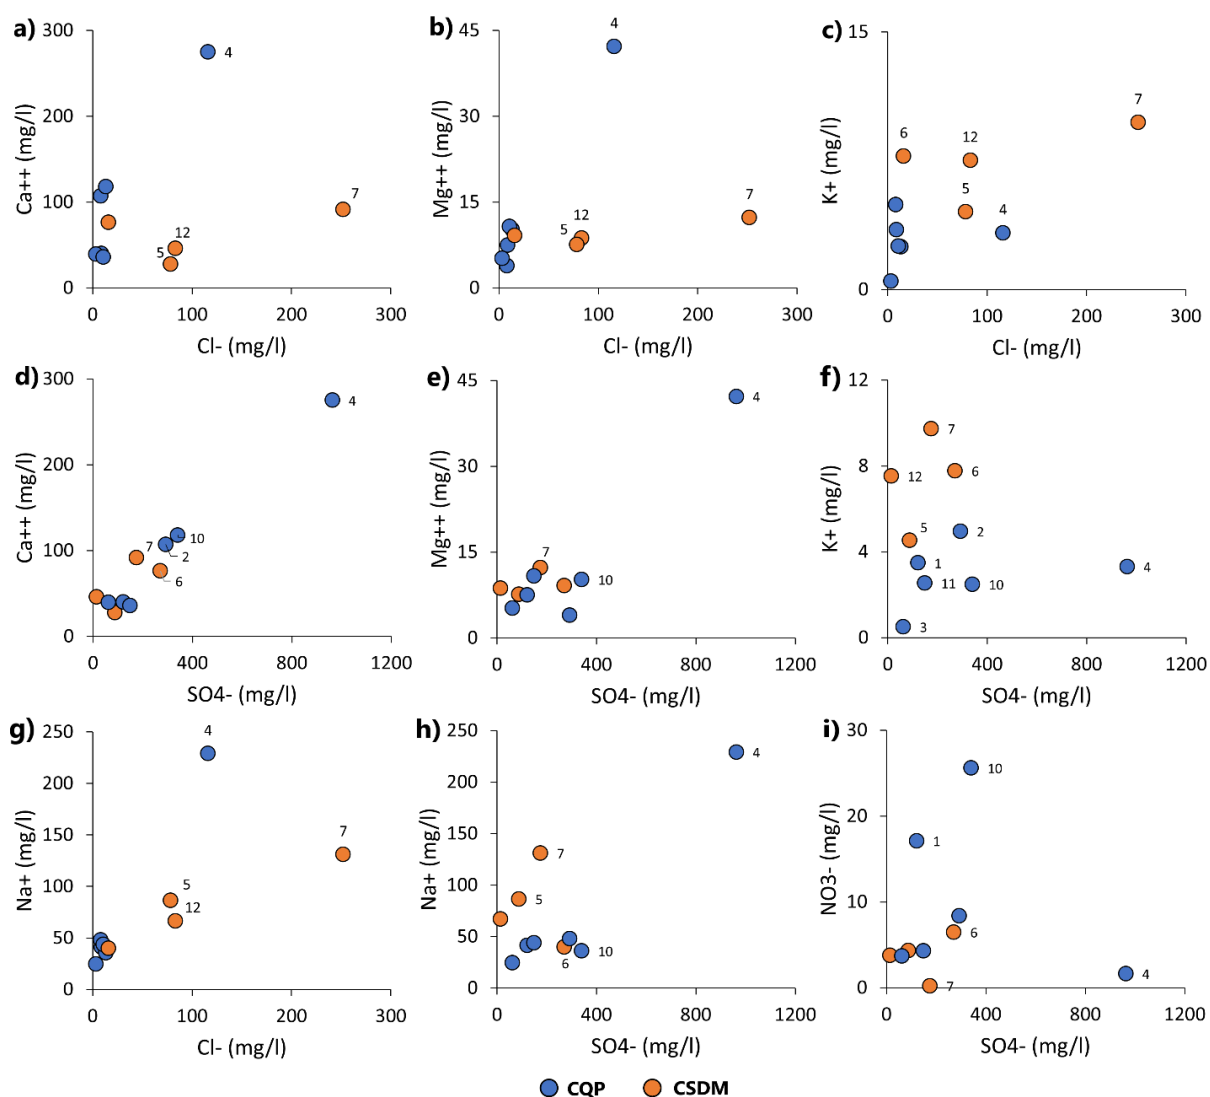 a)
300
200
100
0
Ca++ (mg/l)
4
7
12
5
0 100 200 300
Cl- (mg/l)
b)
45
30
15
0
Mg++ (mg/l)
4
7
12
5
0 100 200 300
Cl- (mg/l)
c)
15
0
K+ (mg/l)
7
6
12
5
4
0 100 200 300
Cl- (mg/l)
d)
300
200
100
0
Ca++ (mg/l)
4
10
7
2
6
0 400 800 1200
SO4- (mg/l)
e)
45
30
15
0
Mg++ (mg/l)
4
7
10
0 400 800 1200
SO4- (mg/l)
f)
12
8
4
0
K+ (mg/l)
7
12
6
5
2
1
4
11
10
3
0 400 800 1200
SO4- (mg/l)
g)
250
200
150
100
50
0
Na+ (mg/l)
4
7
5
12
0 100 200 300
Cl- (mg/l)
h)
250
200
150
100
50
0
Na+ (mg/l)
4
7
5
10
6
0 400 800 1200
SO4- (mg/l)
i)
30
20
10
0
NO3- (mg/l)
10
1
6
4
7
0 400 800 1200
SO4- (mg/l)
CQP CSDM